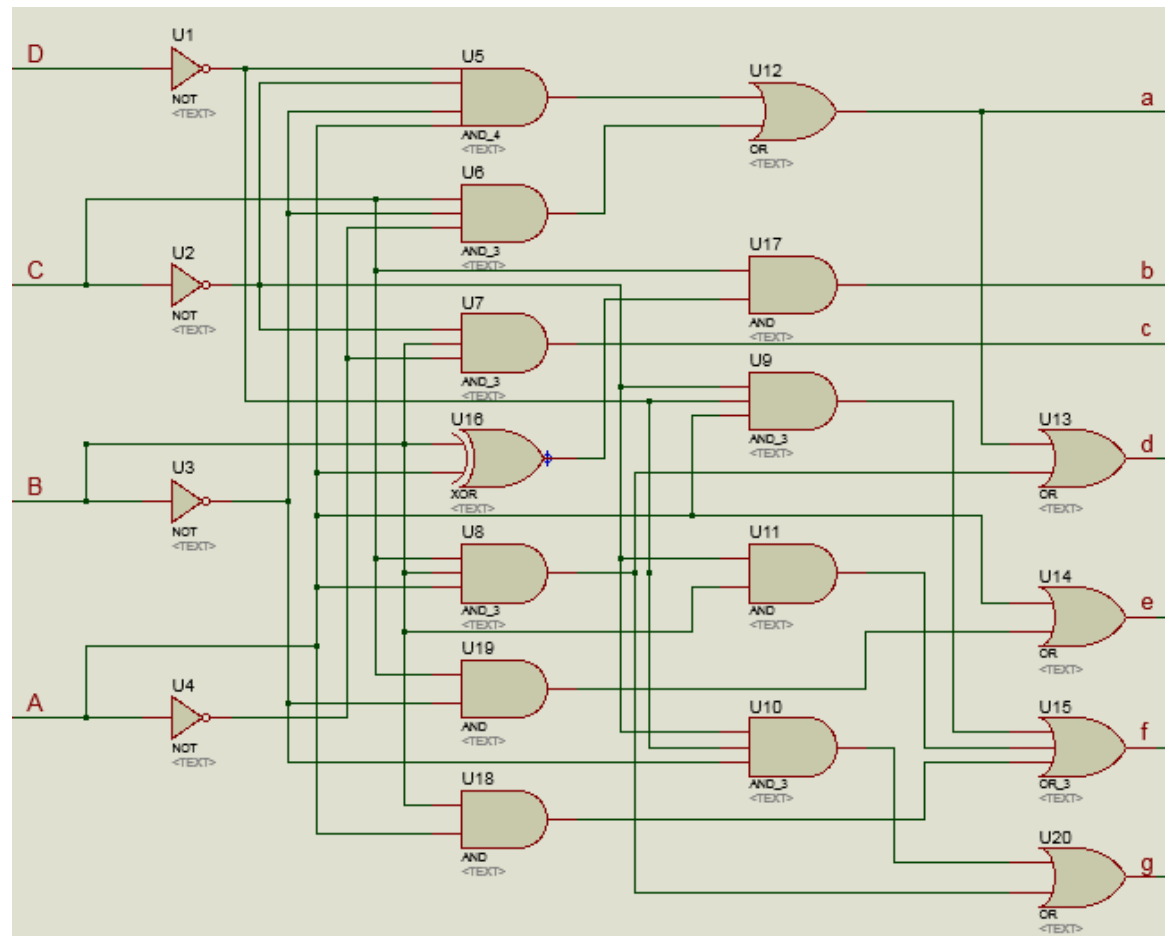 D
U1
NOT
<TEXT>
U5
AND_4
<TEXT>
U12
OR
<TEXT>
a
U6
AND_3
<TEXT>
C
U2
NOT
<TEXT>
U17
AND
<TEXT>
b
U7
AND_3
<TEXT>
c
U9
AND_3
<TEXT>
U16
XOR
<TEXT>
U13
OR
<TEXT>
d
B
U3
NOT
<TEXT>
U8
AND_3
<TEXT>
U11
AND
<TEXT>
U14
OR
<TEXT>
e
U19
AND
<TEXT>
A
U4
NOT
<TEXT>
U10
AND_3
<TEXT>
U15
OR_3
<TEXT>
f
U18
AND
<TEXT>
U20
OR
<TEXT>
g